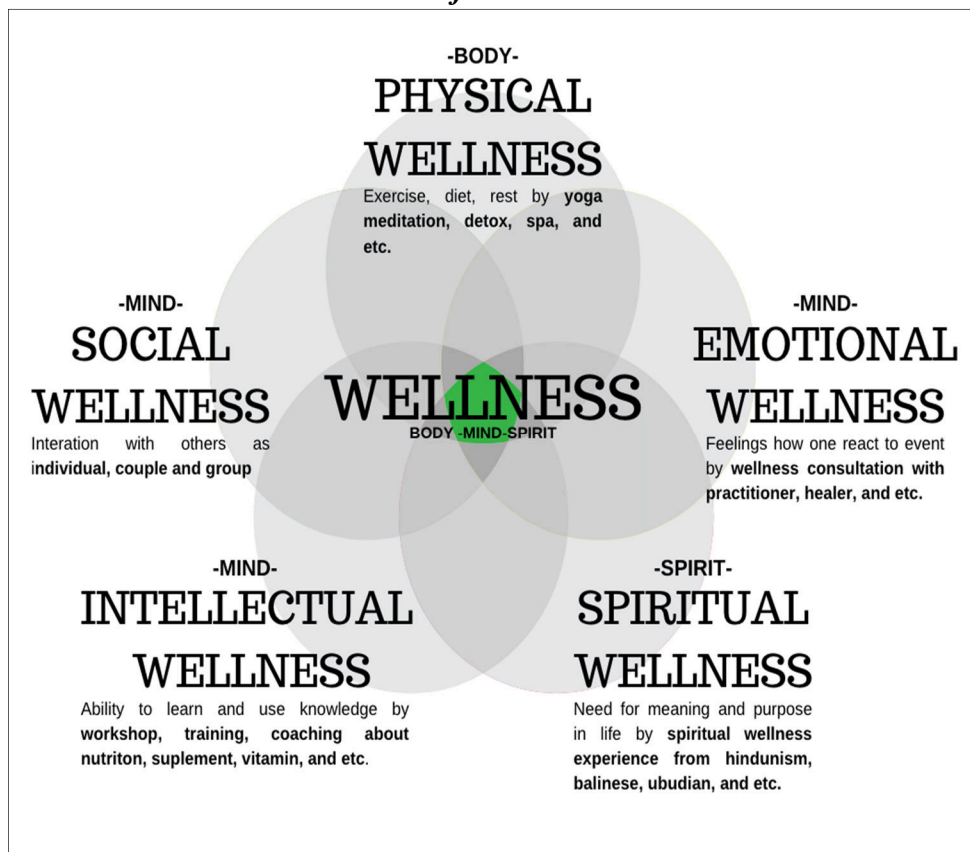 -BODY-
PHYSICAL
WELLNESS
Exercise, diet, rest by yoga
meditation, detox, spa, and
etc.
-MIND-
SOCIAL
WELLNESS
Interation with others as
individual, couple and group
-MIND-
EMOTIONAL
WELLNESS
Feelings how one react to event
by wellness consultation with
practitioner, healer, and etc.
WELLNESS
BODY -MIND-SPIRIT
-MIND-
INTELLECTUAL
WELLNESS
Ability to learn and use knowledge by
workshop, training, coaching about
nutriton, suplement, vitamin, and etc.
-SPIRIT-
SPIRITUAL
WELLNESS
Need for meaning and purpose
in life by spiritual wellness
experience from hindunism,
balinese, ubudian, and etc.